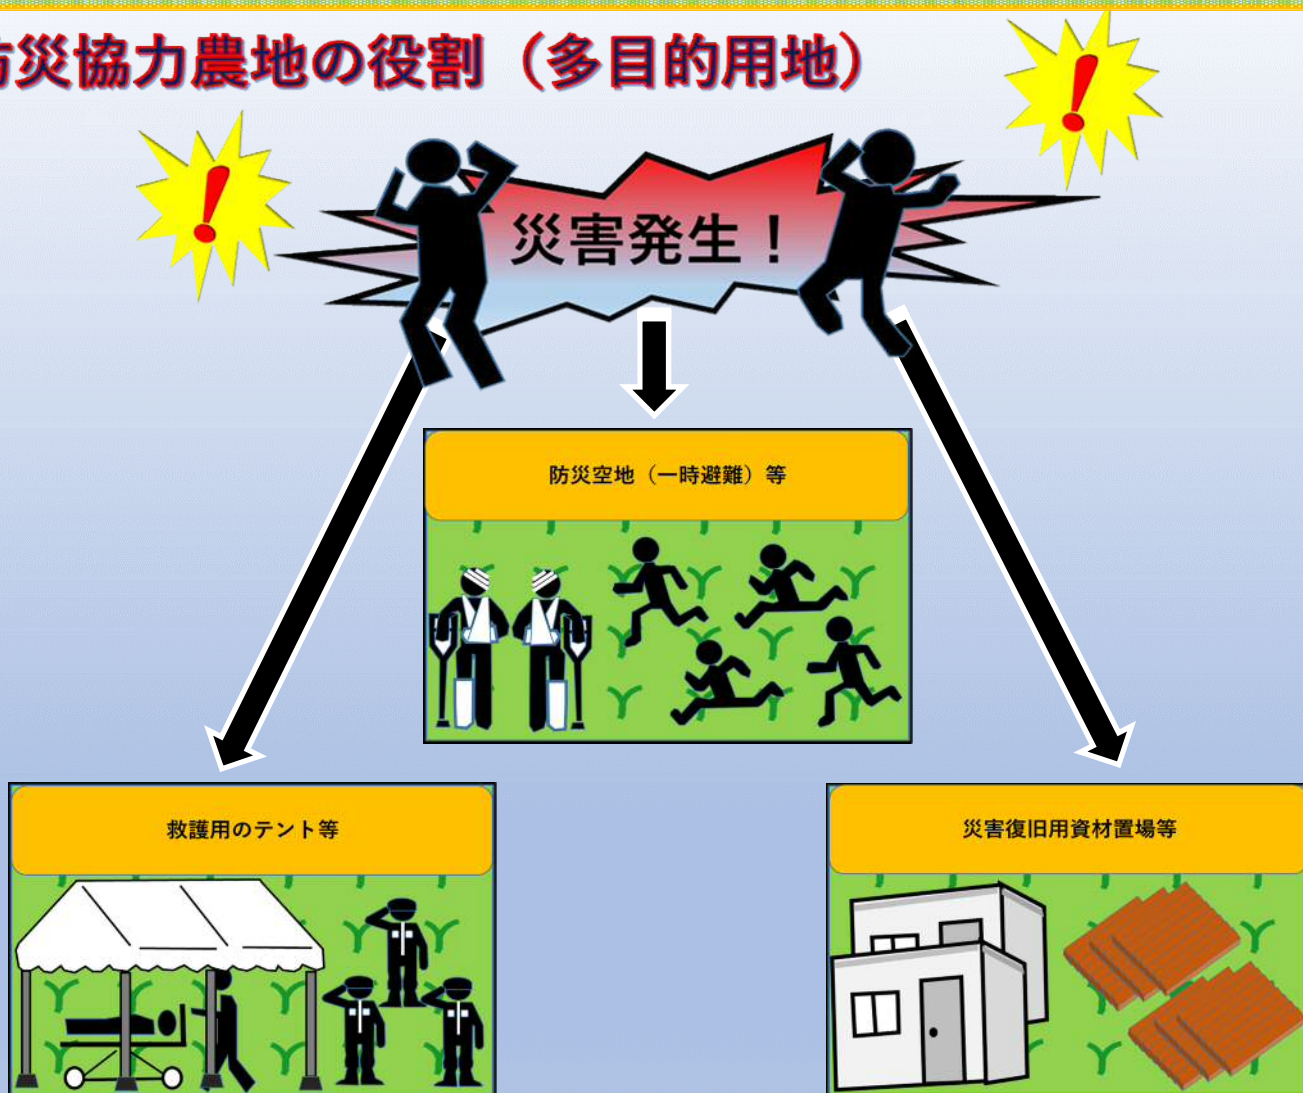 防災協力農地の役割（多目的用地）
災害発生！
防災空地（一時避難）等
救護用のテント等
災害復旧用資材置場等